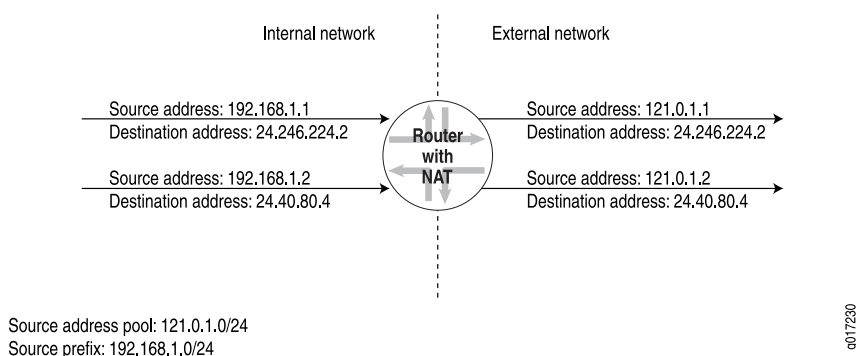 Internal network
External network
Source address: 192.168.1.1
Destination address: 24.246.224.2
Source address: 121.0.1.1
Destination address: 24.246.224.2
Router
with
NAT
Source address: 192.168.1.2
Destination address: 24.40.80.4
Source address: 121.0.1.2
Destination address: 24.40.80.4
Source address pool: 121.0.1.0/24
Source prefix: 192,168,1,0/24
g017230